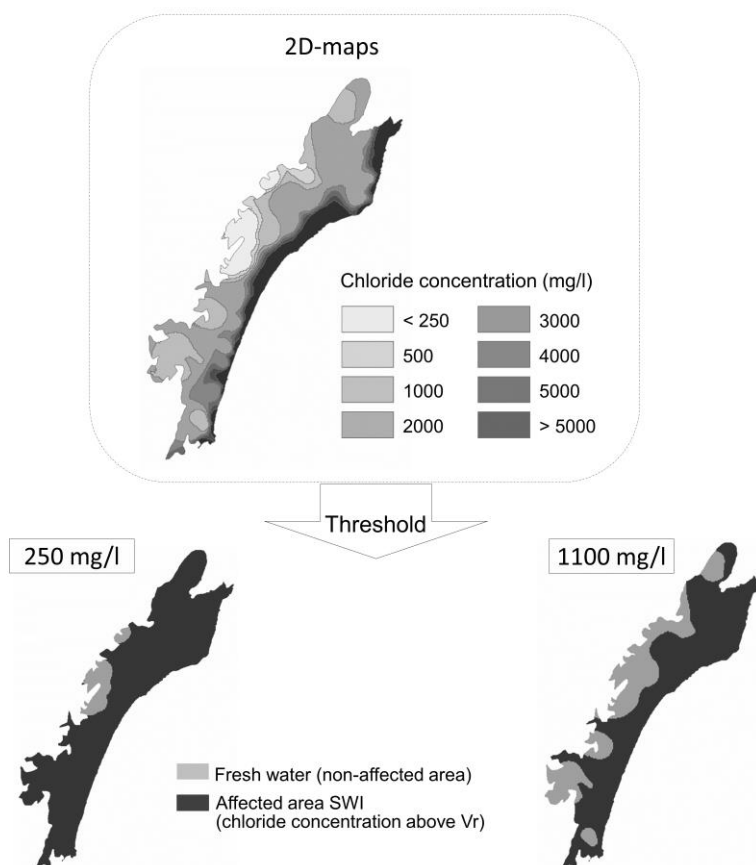 2D-maps
Chloride concentration (mg/l)
< 250
500
1000
2000
3000
4000
5000
> 5000
Threshold
250 mg/l
1100 mg/l
Fresh water (non-affected area)
Affected area SWI
(chloride concentration above Vr)